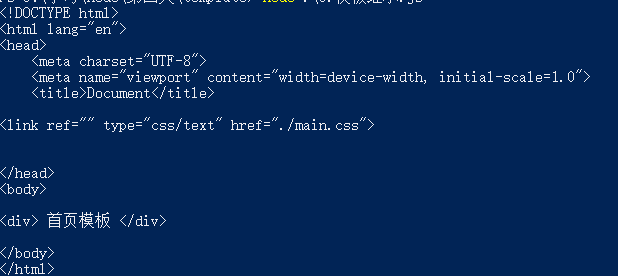 <!DOCTYPE html>
<html lang="en">
<head>
    <meta charset="UTF-8">
    <meta name="viewport" content="width=device-width, initial-scale=1.0">
    <title>Document</title>
<link ref="" type="css/text" href="./main.css">
</head>
<body>
<div> 首页模板 </div>
</body>
</html>